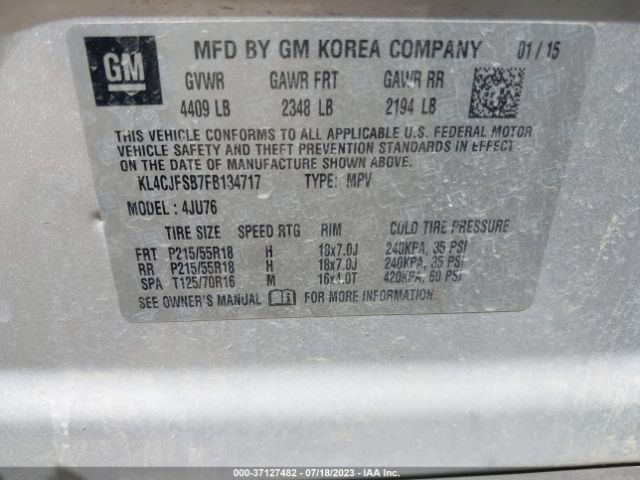 GM
MFD BY GM KOREA COMPANY 01/15
GVWR GAWR FRT GAWR RR
4409 LB 2348 LB 2194 LB
THIS VEHICLE CONFORMS TO ALL APPLICABLE U.S. FEDERAL MOTOR
VEHICLE SAFETY AND THEFT PREVENTION STANDARDS IN EFFECT
ON THE DATE OF MANUFACTURE SHOWN ABOVE.
KL4CJFSB7FB134717 TYPE: MPV
MODEL: 4JU76
TIRE SIZE SPEED RTG RIM COLD TIRE PRESSURE
FRT P215/55R18 H 18x7.0J 240KPA, 35 PSI
RR P215/55R18 H 18x7.0J 240KPA, 35 PSI
SPA T125/70R16 M 16x4.0T 420KPA, 60 PSI
SEE OWNER'S MANUAL FOR MORE INFORMATION.
000-37127482 - 07/18/2023 - IAA Inc.